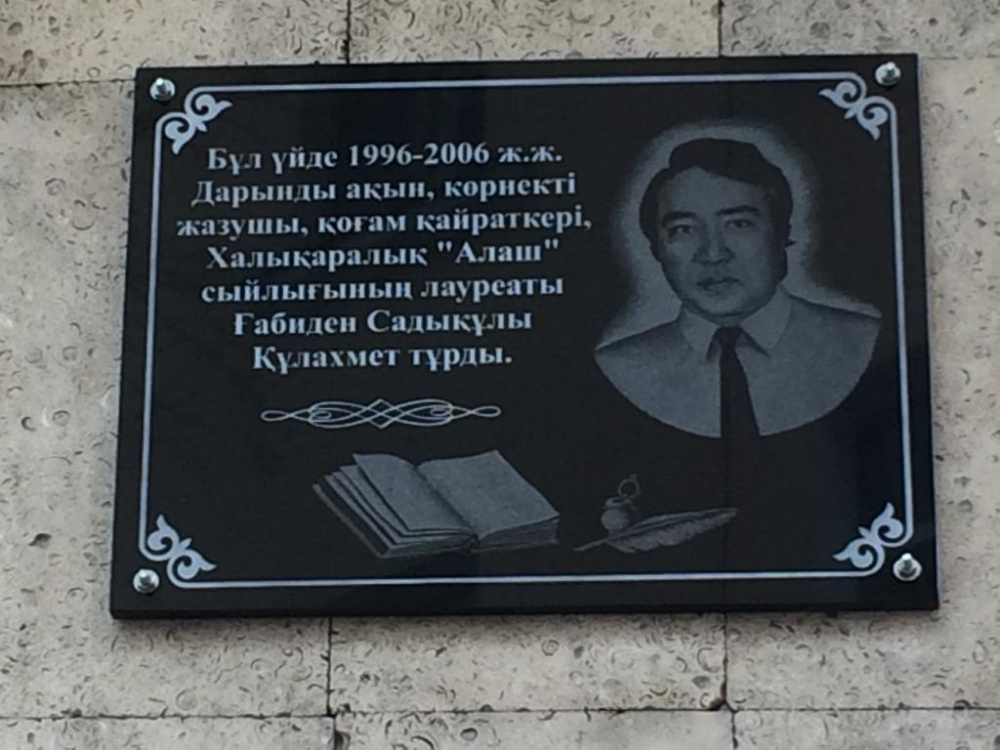 Бұл үйде 1996-2006 ж.ж.
Дарынды ақын, көрнекті
жазушы, қоғам қайраткері,
Халықаралық "Алаш"
сыйлығының лауреаты
Ғабиден Садықұлы
Құлахмет тұрды.